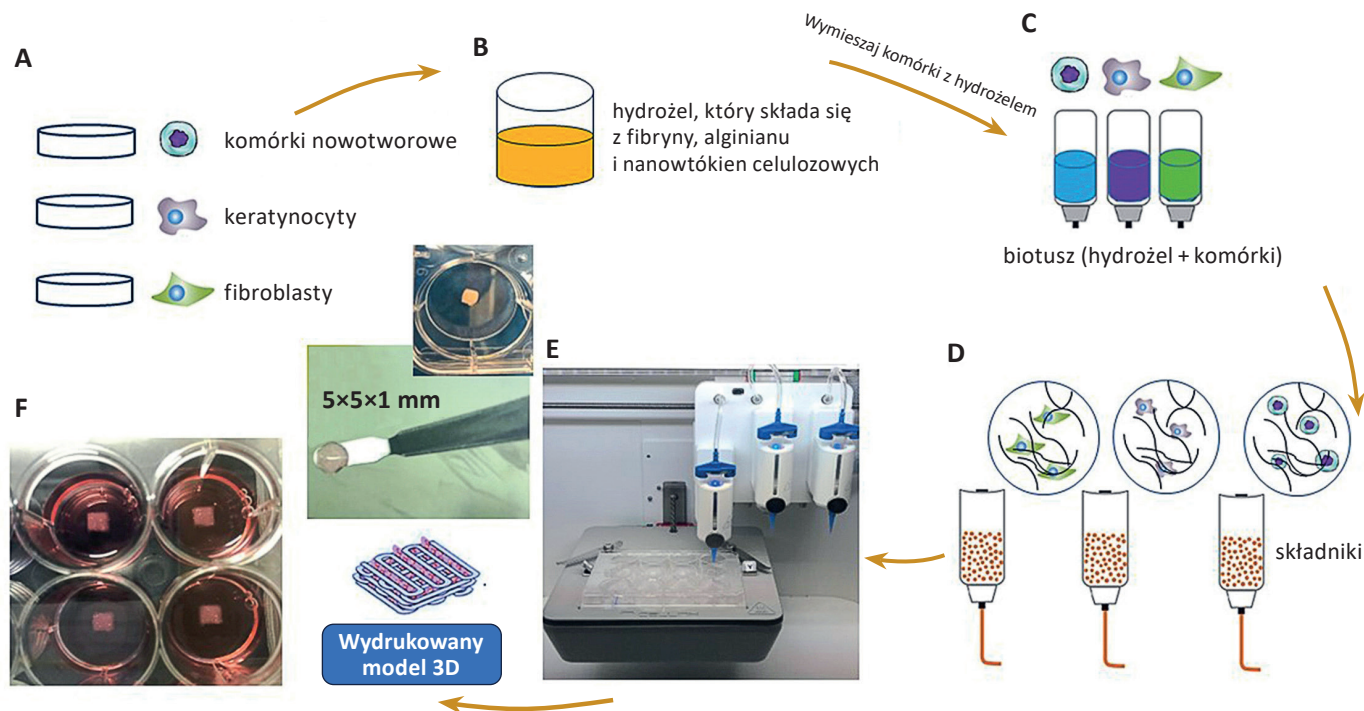 A
komórki nowotworowe
keratynocyty
fibroblasty
B
hydrożel, który składa się
z fibryny, alginianu
i nanowtókien celulozowych
Wymieszaj komórki z hydrożelem
C
biotusz (hydrożel + komórki)
D
składniki
E
5×5×1 mm
F
Wydrukowany
model 3D